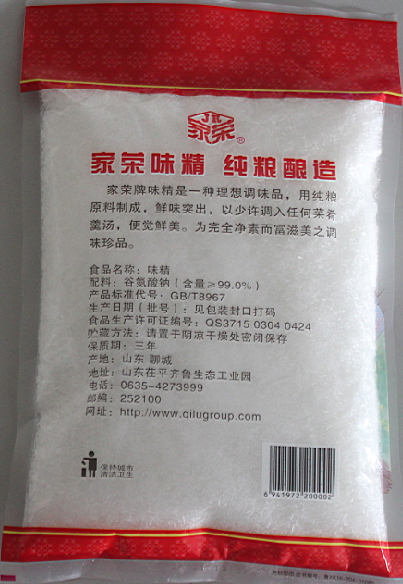 JR
家荣®
家荣味精 纯粮酿造
家荣牌味精是一种理想调味品，用纯粮
原料制成，鲜味突出，以少许调入任何菜肴
羹汤，便觉鲜美。为完全净素而富滋美之调
味珍品。
食品名称：味精
配料：谷氨酸钠（含量≥99.0%）
产品标准代号：GB/T8967
生产日期（批号）：见包装封口打码
食品生产许可证编号：QS3715 0304 0424
贮藏方法：请置于阴凉干燥处密闭保存
保质期：三年
产地：山东 聊城
地址：山东茌平齐鲁生态工业园
电话：0635-4273999
邮编：252100
网址：http://www.qilugroup.com
保持城市
清洁卫生
6 941972 200002